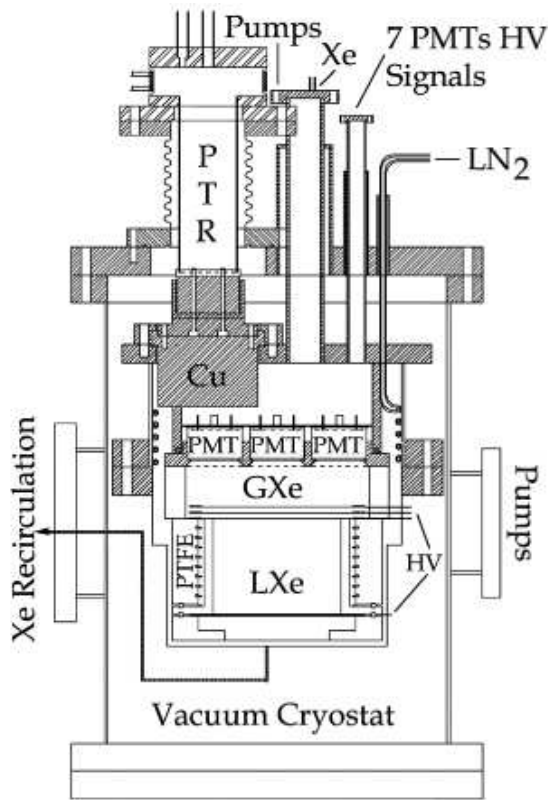 Pumps
Xe
7 PMTs HV
Signals
PTR
LN2
Cu
PMT PMT PMT
GXe
Xe Recirculation
PTFE
LXe
HV
Pumps
Vacuum Cryostat